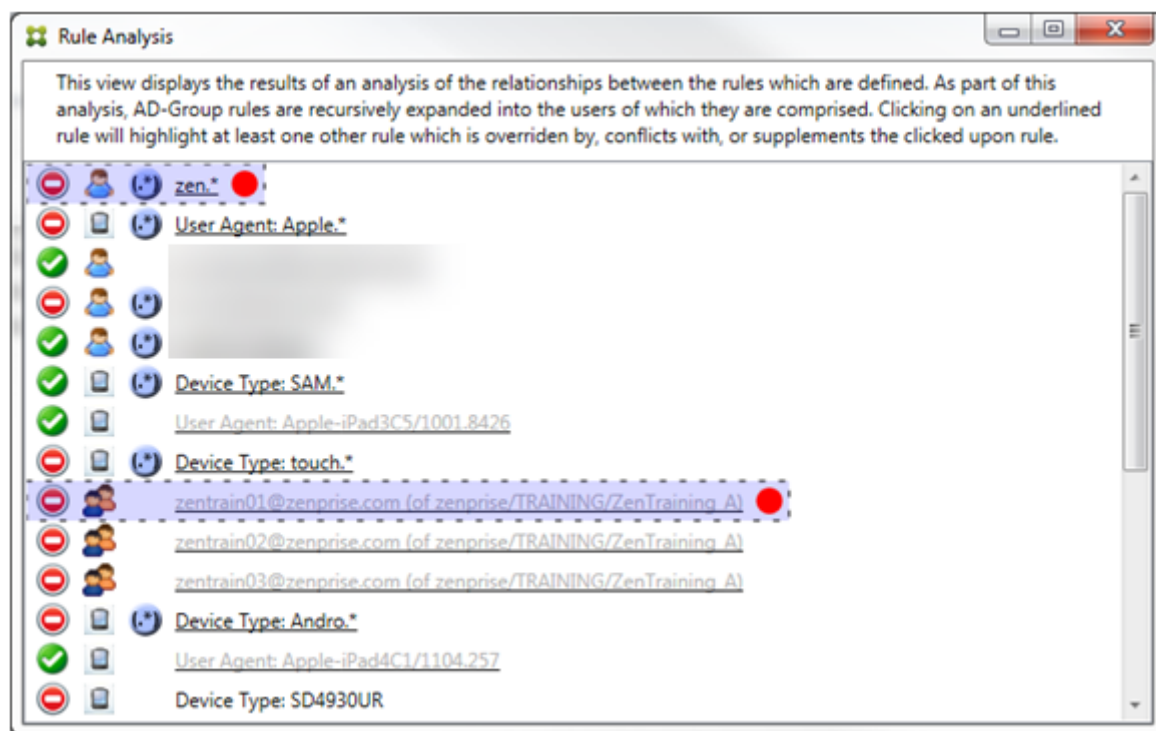 Rule Analysis
This view displays the results of an analysis of the relationships between the rules which are defined. As part of this
analysis, AD-Group rules are recursively expanded into the users of which they are comprised. Clicking on an underlined
rule will highlight at least one other rule which is overriden by, conflicts with, or supplements the clicked upon rule.
(.*) zen.*
(.*) User Agent: Apple.*
(.*)
(.*)
(.*) Device Type: SAM.*
User Agent: Apple-iPad3C5/1001.8426
(.*) Device Type: touch.*
zentrain01@zenprise.com (of zenprise/TRAINING/ZenTraining_A)
zentrain02@zenprise.com (of zenprise/TRAINING/ZenTraining_A)
zentrain03@zenprise.com (of zenprise/TRAINING/ZenTraining_A)
(.*) Device Type: Andro.*
User Agent: Apple-iPad4C1/1104.257
Device Type: SD4930UR